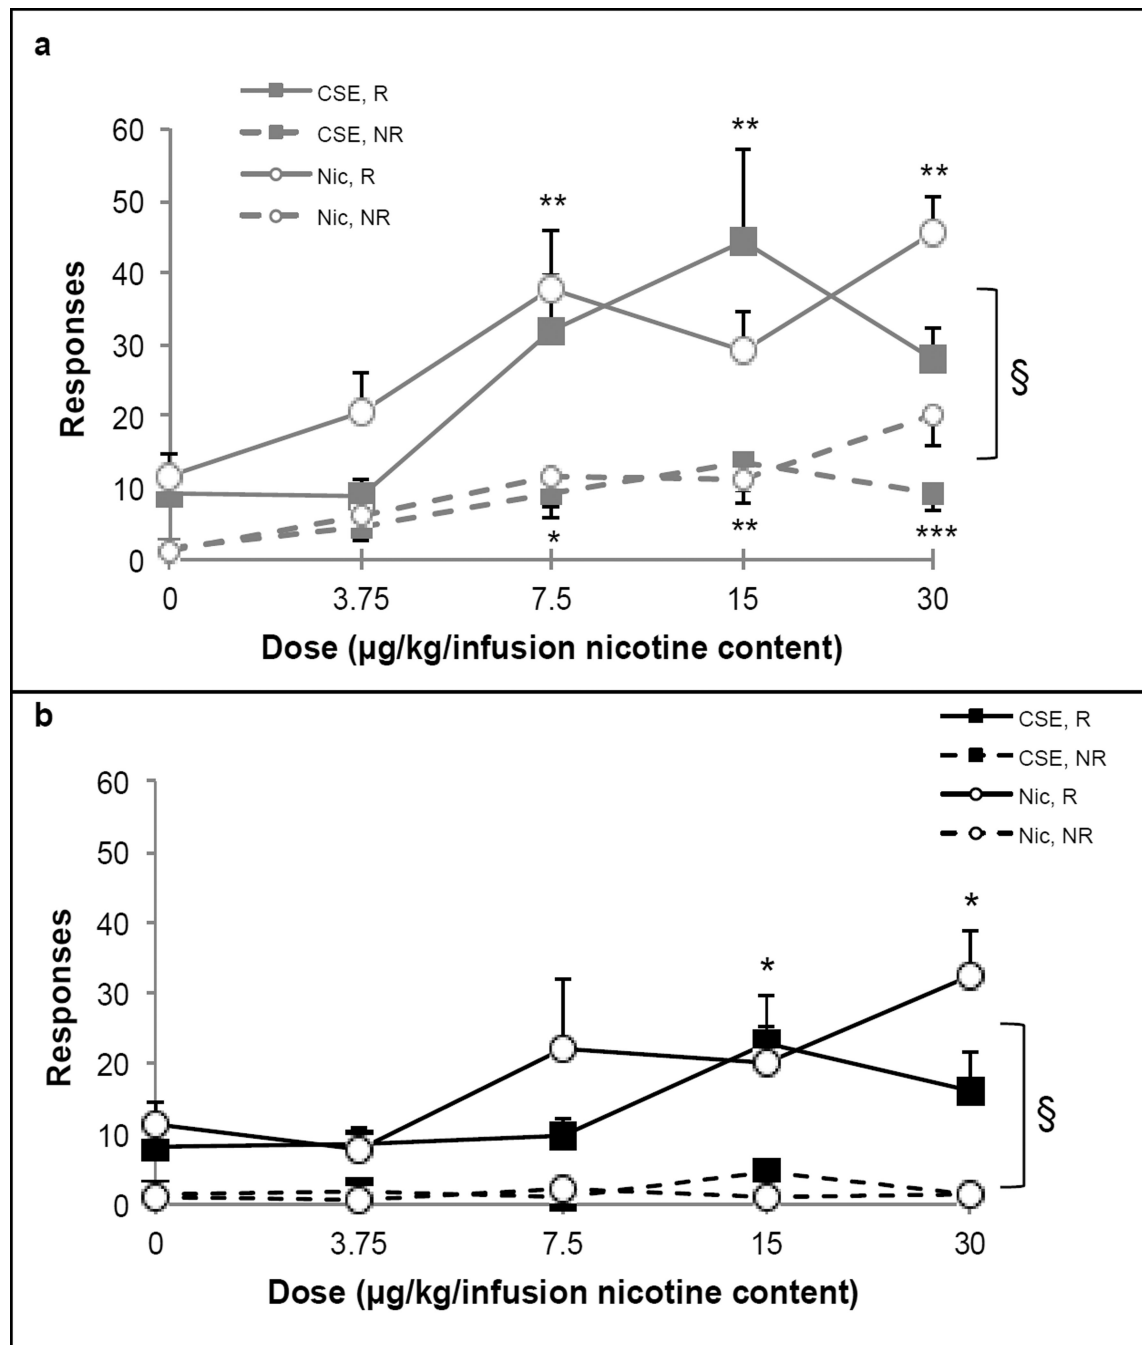 a
CSE, R
CSE, NR
Nic, R
Nic, NR
60
50
40
30
20
10
0
Responses
**
**
**
§
*
**
***
0 3.75 7.5 15 30
Dose (µg/kg/infusion nicotine content)
b
CSE, R
CSE, NR
Nic, R
Nic, NR
60
50
40
30
20
10
0
Responses
*
*
§
0 3.75 7.5 15 30
Dose (µg/kg/infusion nicotine content)